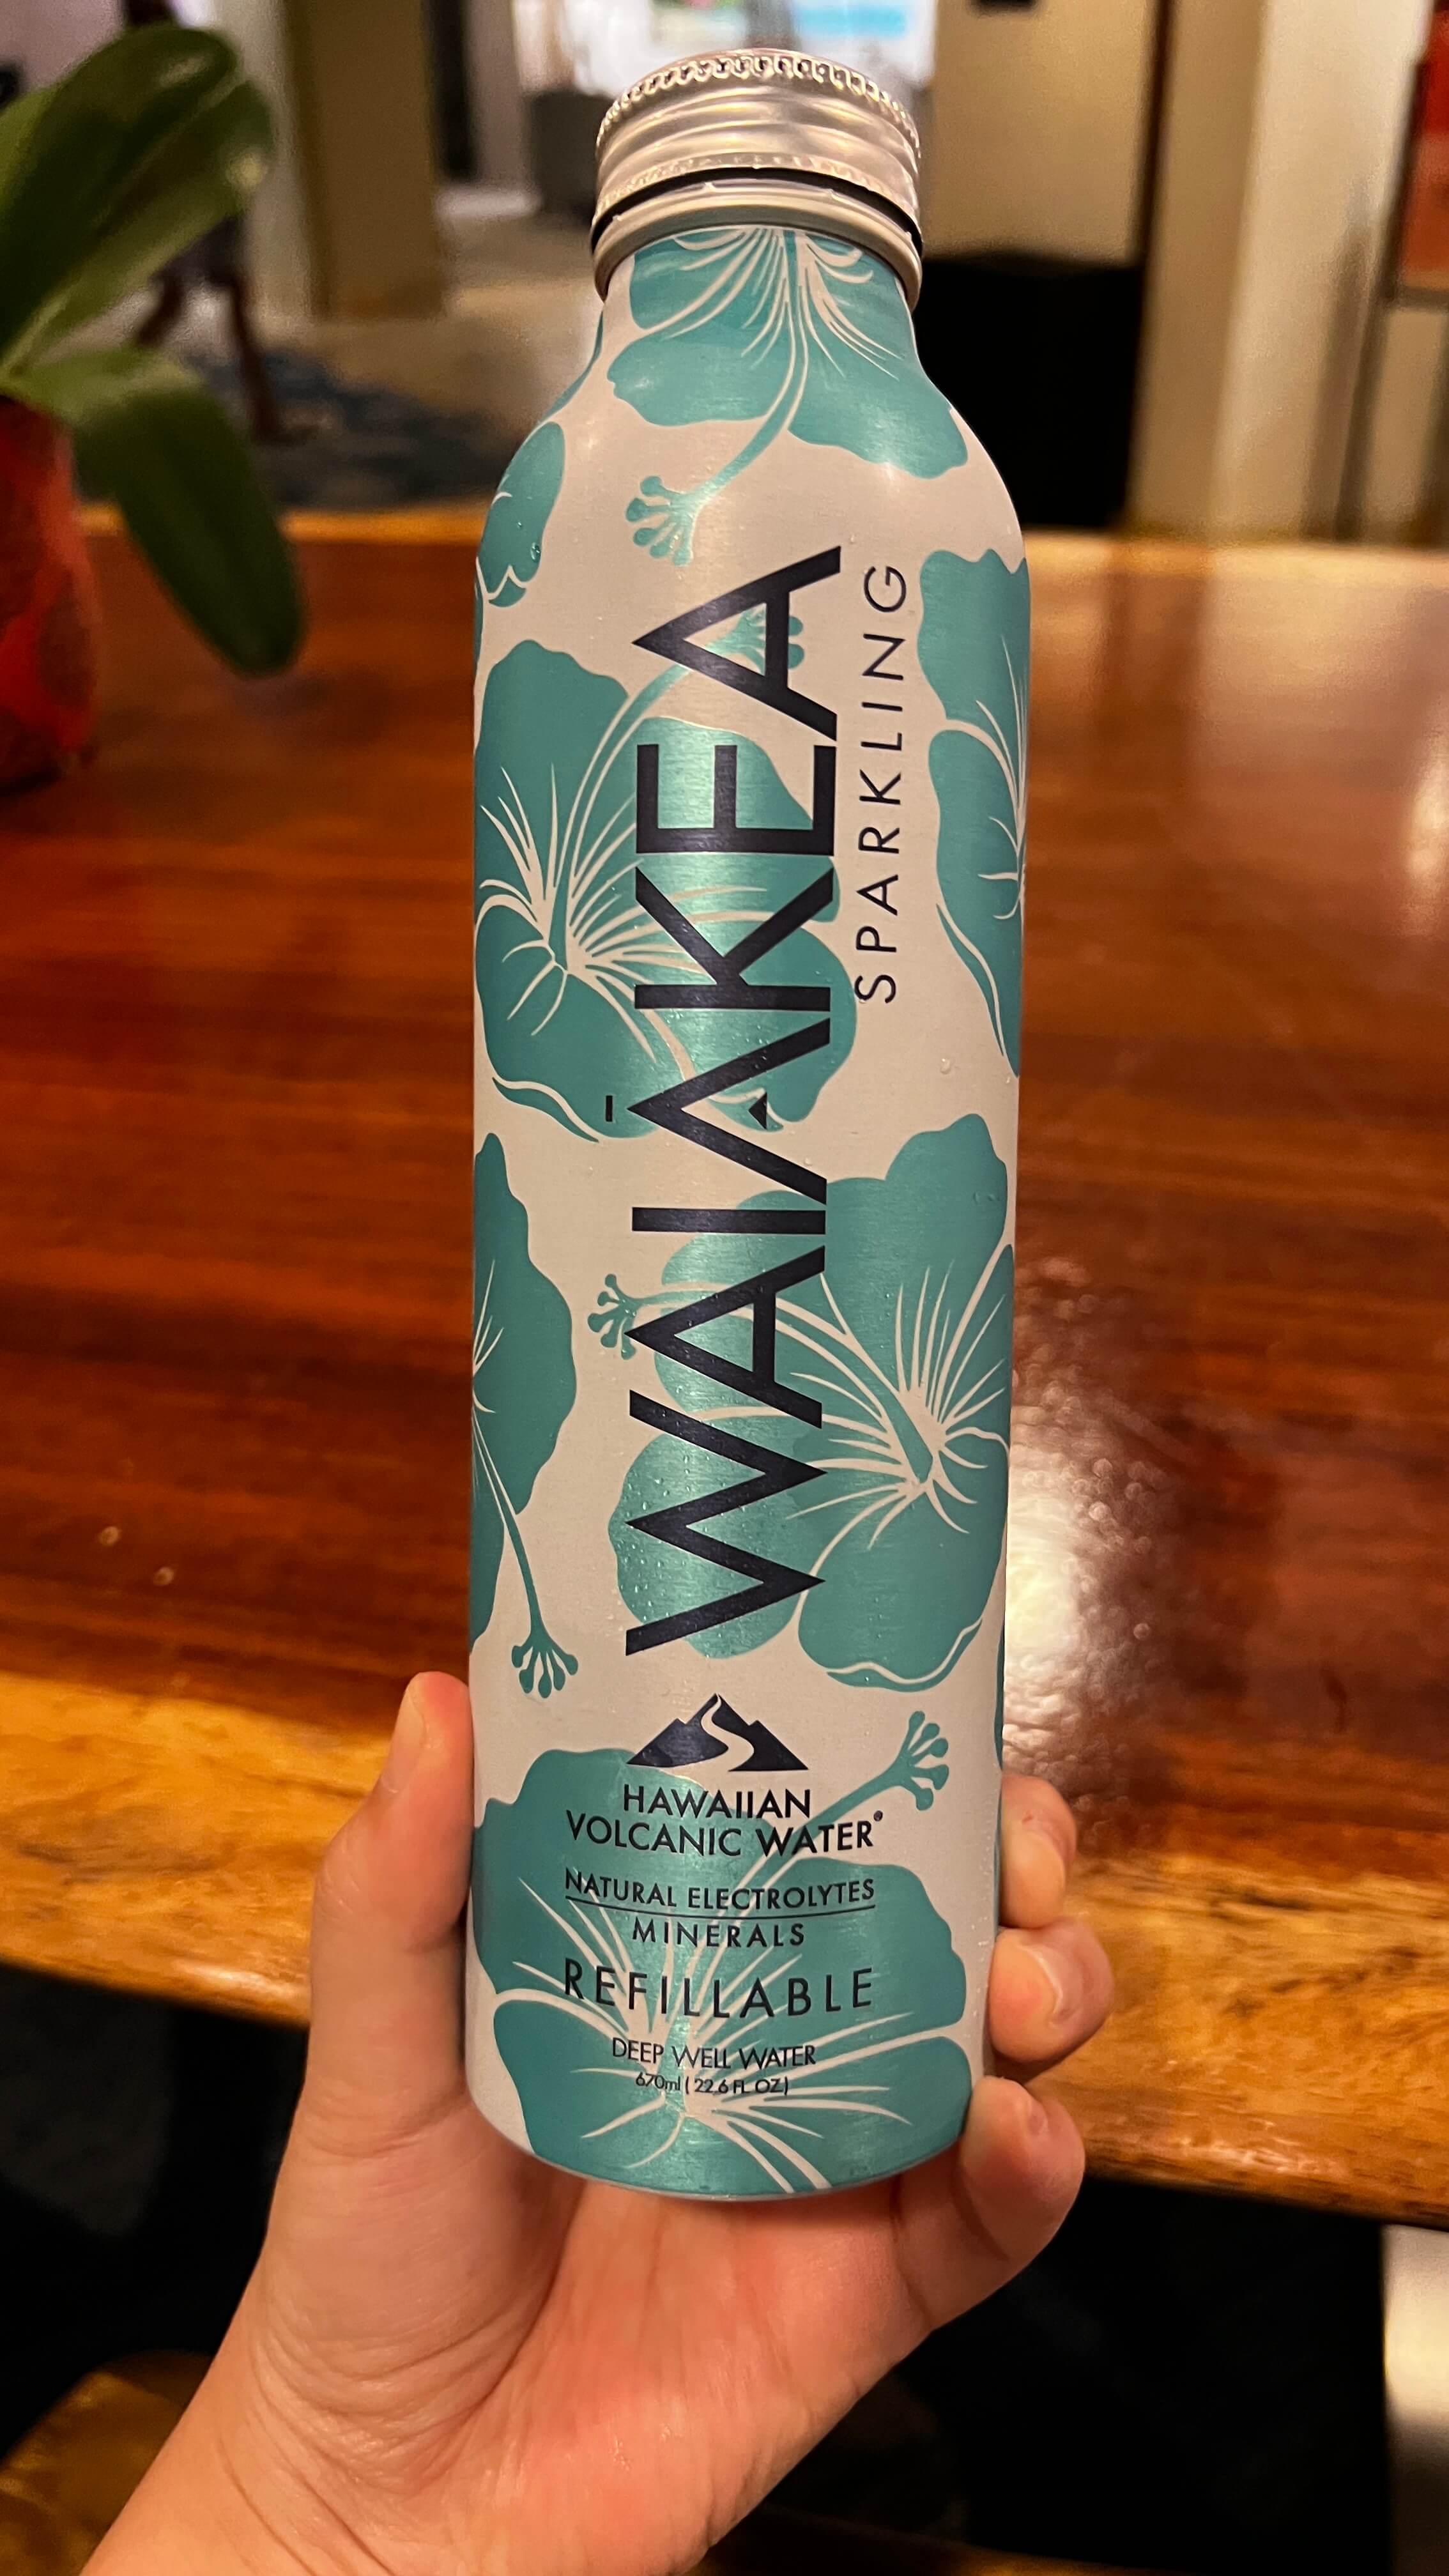 WAIĀKEA
SPARKLING
HAWAIIAN
VOLCANIC WATER®
NATURAL ELECTROLYTES
MINERALS
REFILLABLE
DEEP WELL WATER
670ml (22.6 FL OZ)